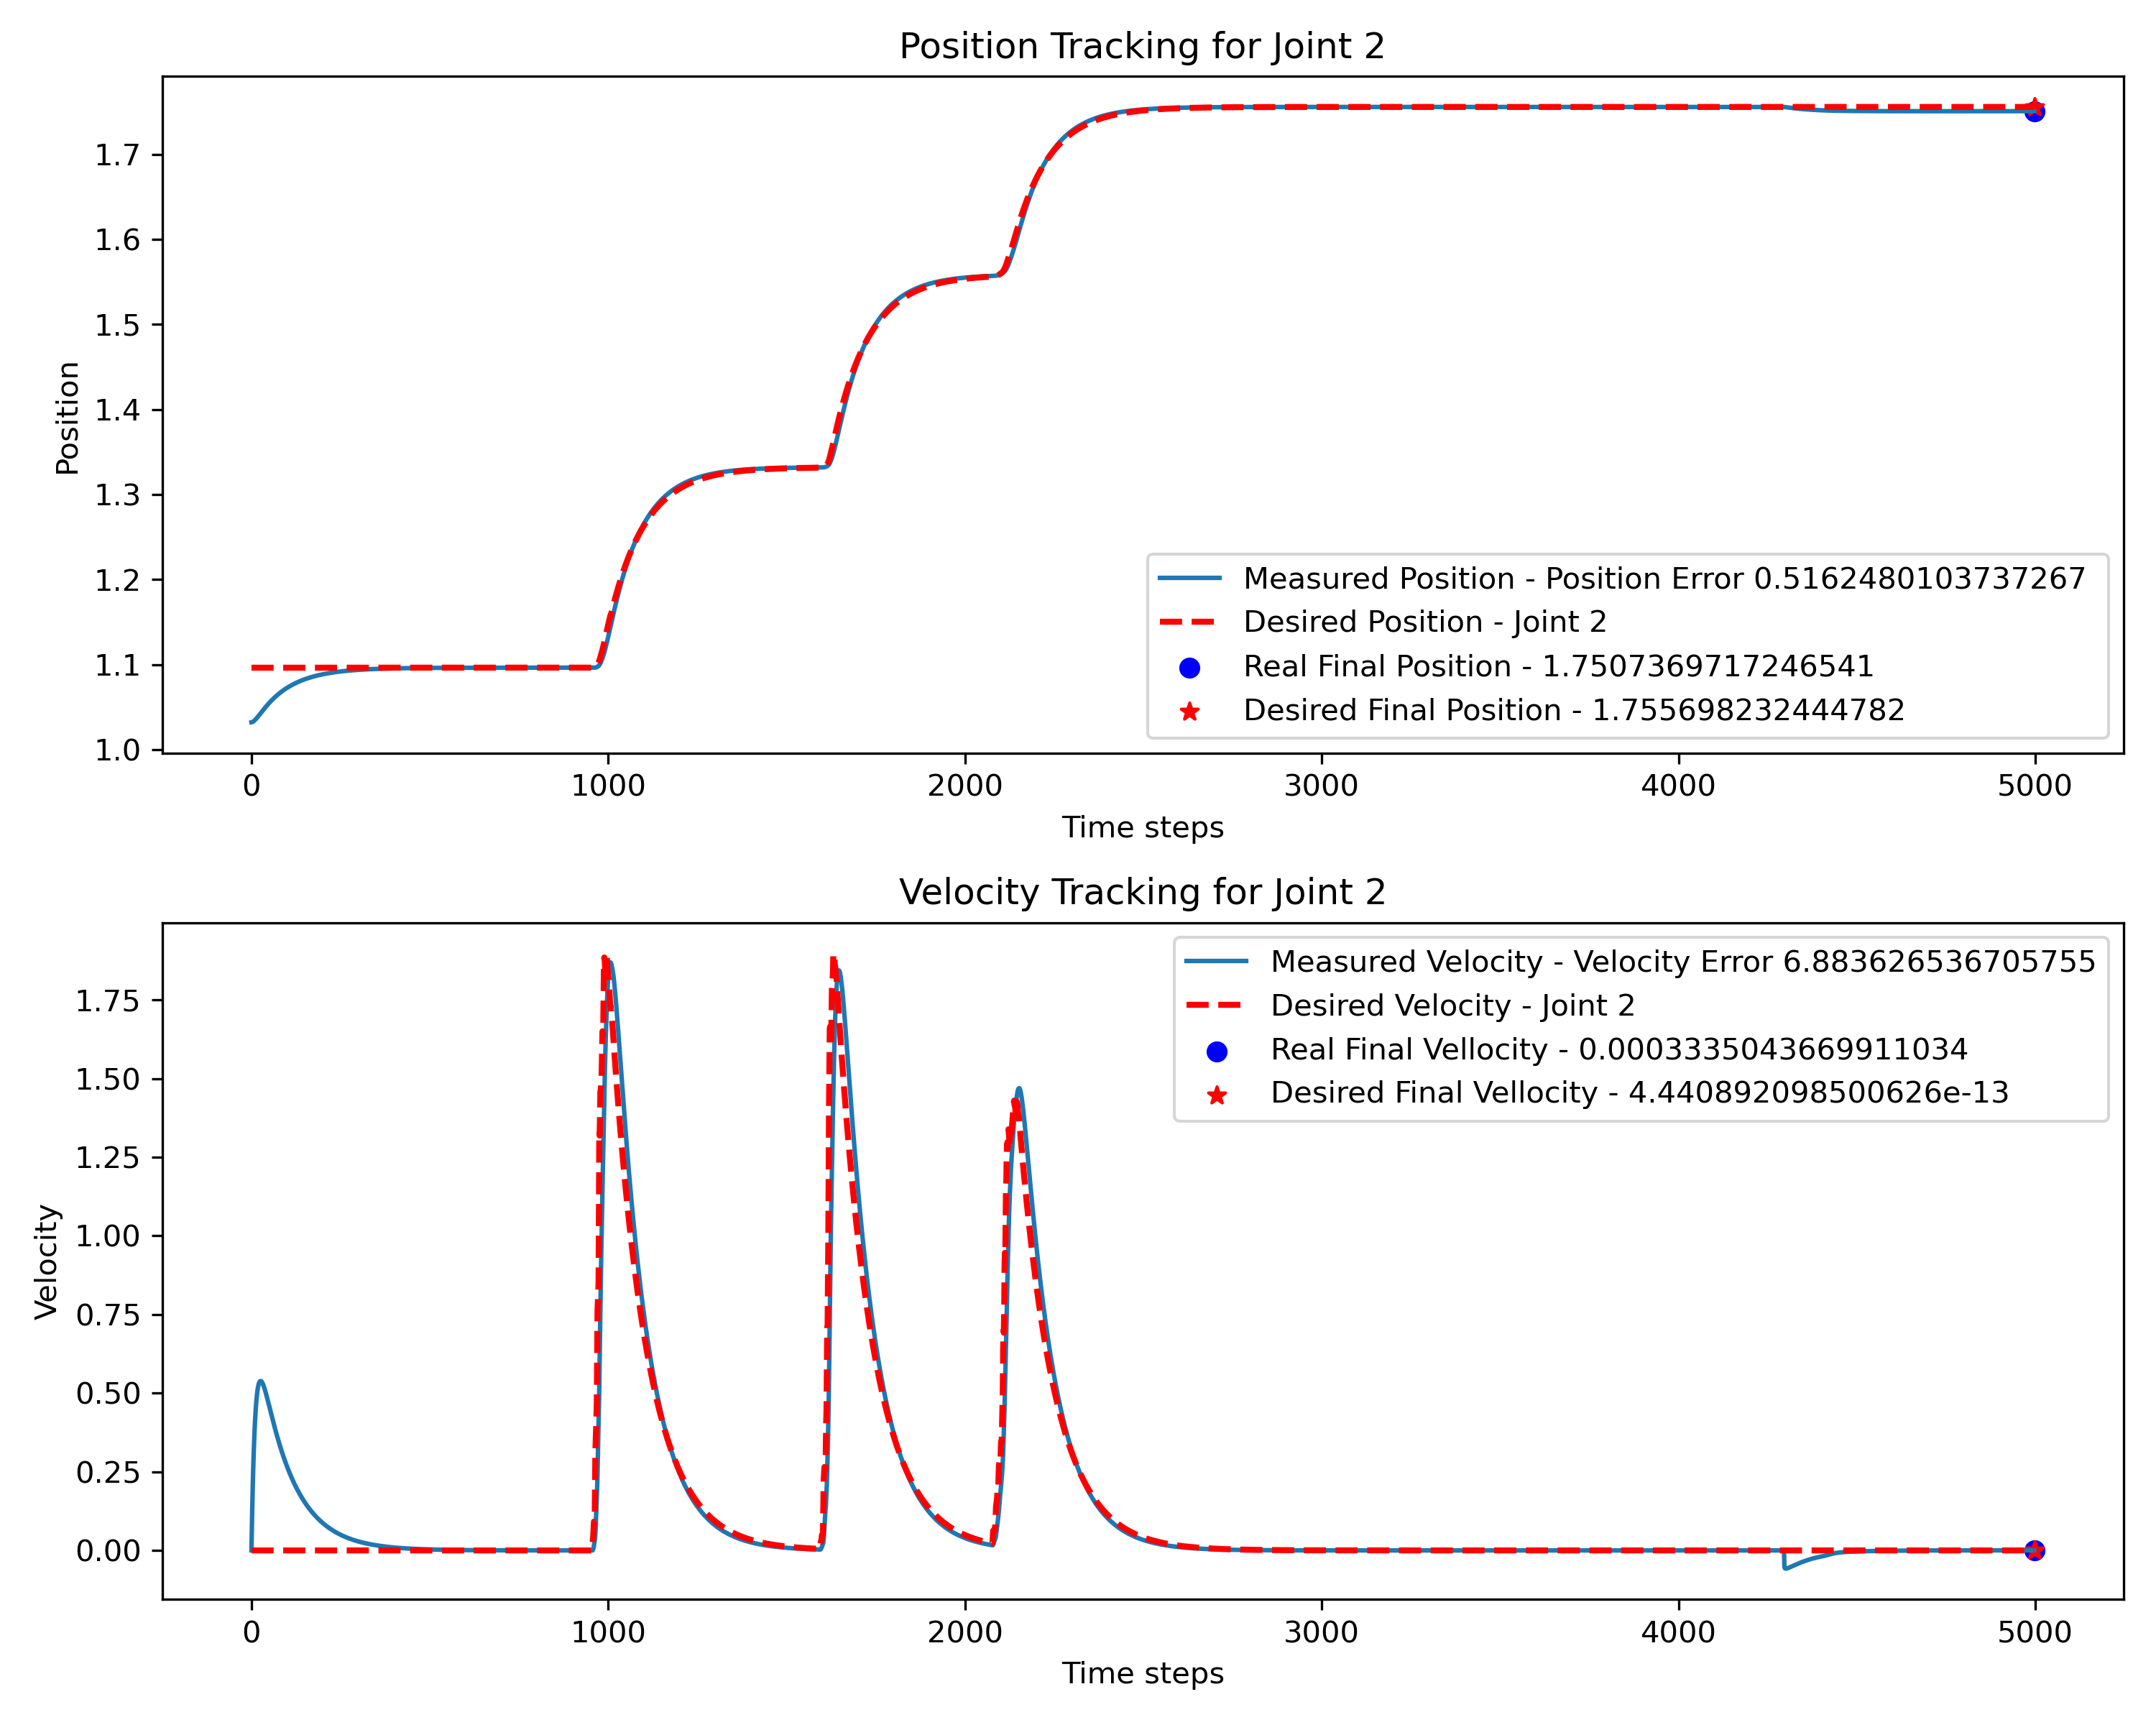 Position Tracking for Joint 2
Position
1.7
1.6
1.5
1.4
1.3
1.2
1.1
1.0
Measured Position - Position Error 0.5162480103737267
Desired Position - Joint 2
Real Final Position - 1.7507369717246541
Desired Final Position - 1.755698232444782
0 1000 2000 3000 4000 5000
Time steps
Velocity Tracking for Joint 2
Velocity
1.75
1.50
1.25
1.00
0.75
0.50
0.25
0.00
Measured Velocity - Velocity Error 6.883626536705755
Desired Velocity - Joint 2
Real Final Vellocity - 0.0003335043669911034
Desired Final Vellocity - 4.440892098500626e-13
0 1000 2000 3000 4000 5000
Time steps